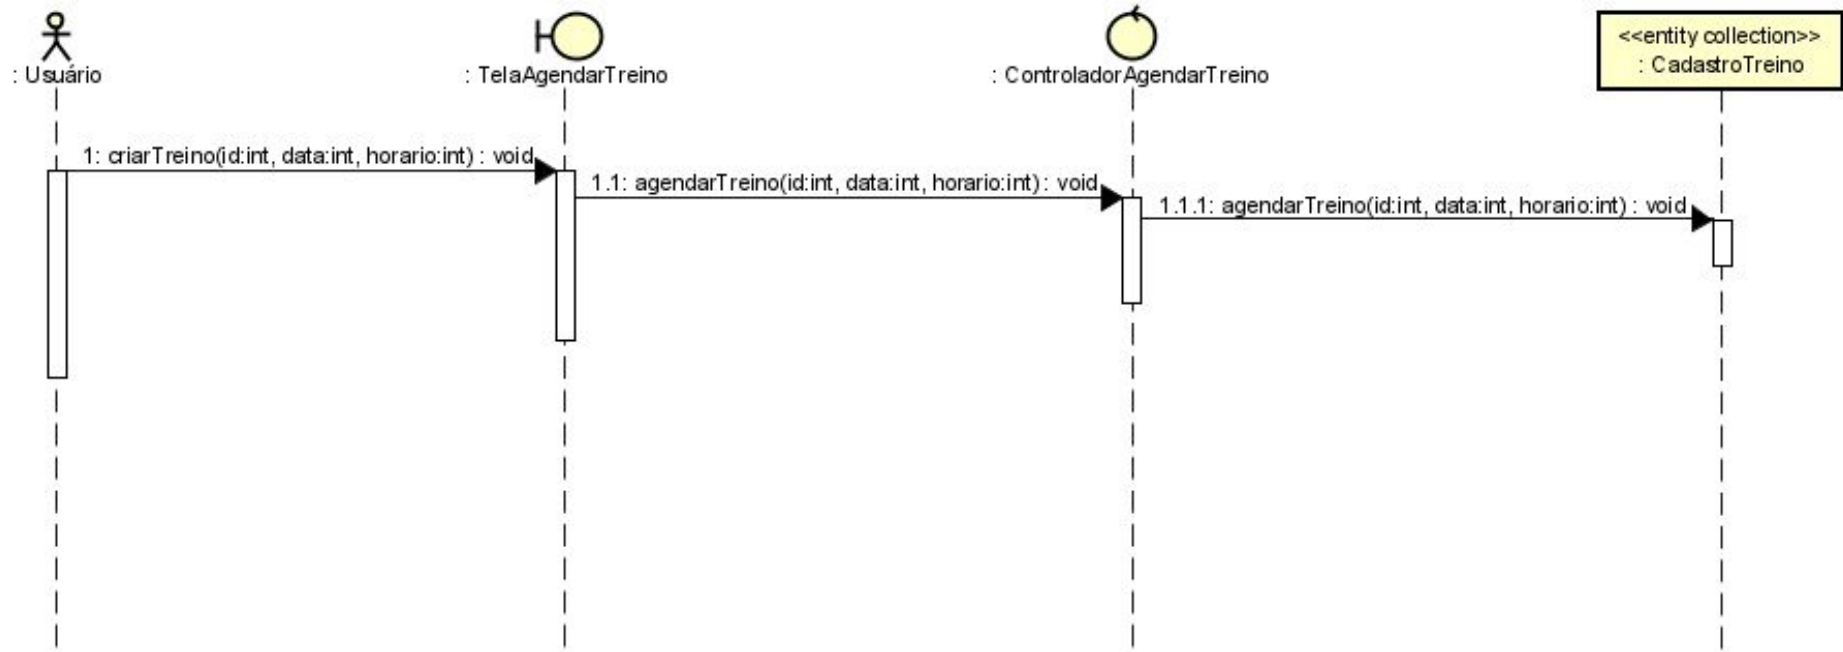 : Usuário
: TelaAgendarTreino
: ControladorAgendarTreino
<<entity collection>>
: CadastroTreino
1: criarTreino(id:int, data:int, horario:int) : void
1.1: agendarTreino(id:int, data:int, horario:int) : void
1.1.1: agendarTreino(id:int, data:int, horario:int) : void